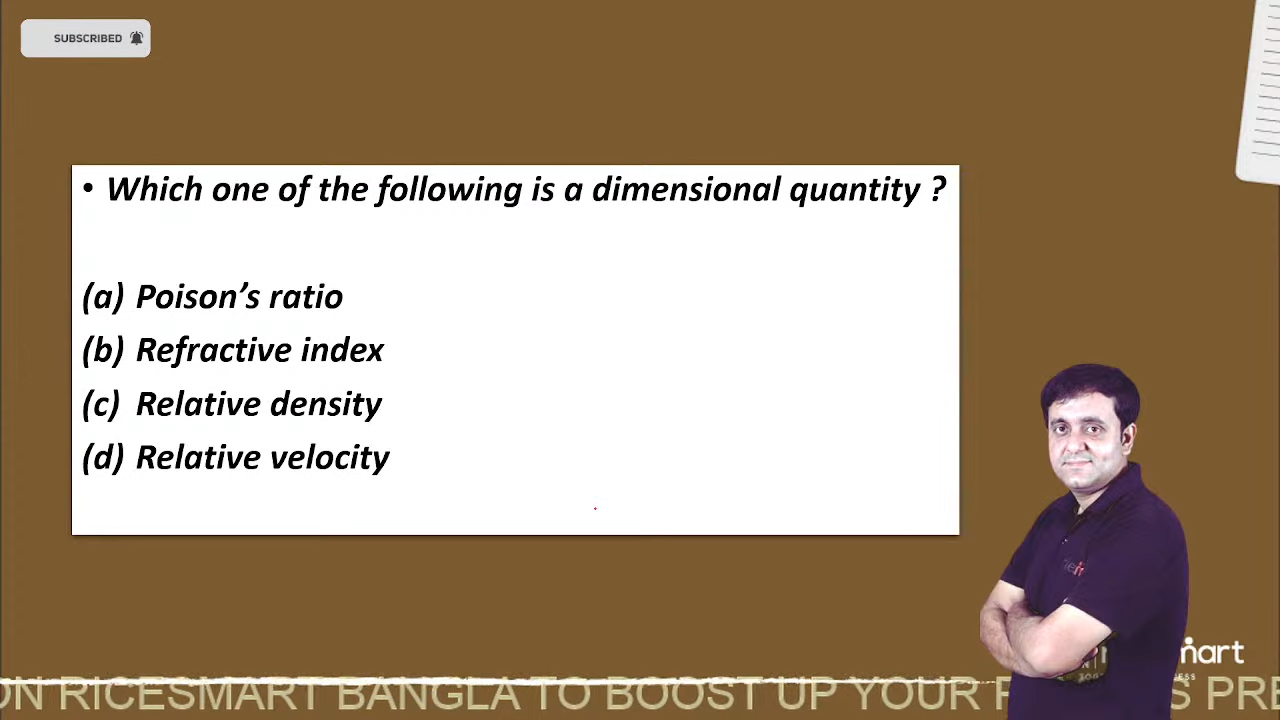 SUBSCRIBED
• Which one of the following is a dimensional quantity ?
(a) Poison’s ratio
(b) Refractive index
(c) Relative density
(d) Relative velocity
ON RICESMART BANGLA TO BOOST UP YOUR